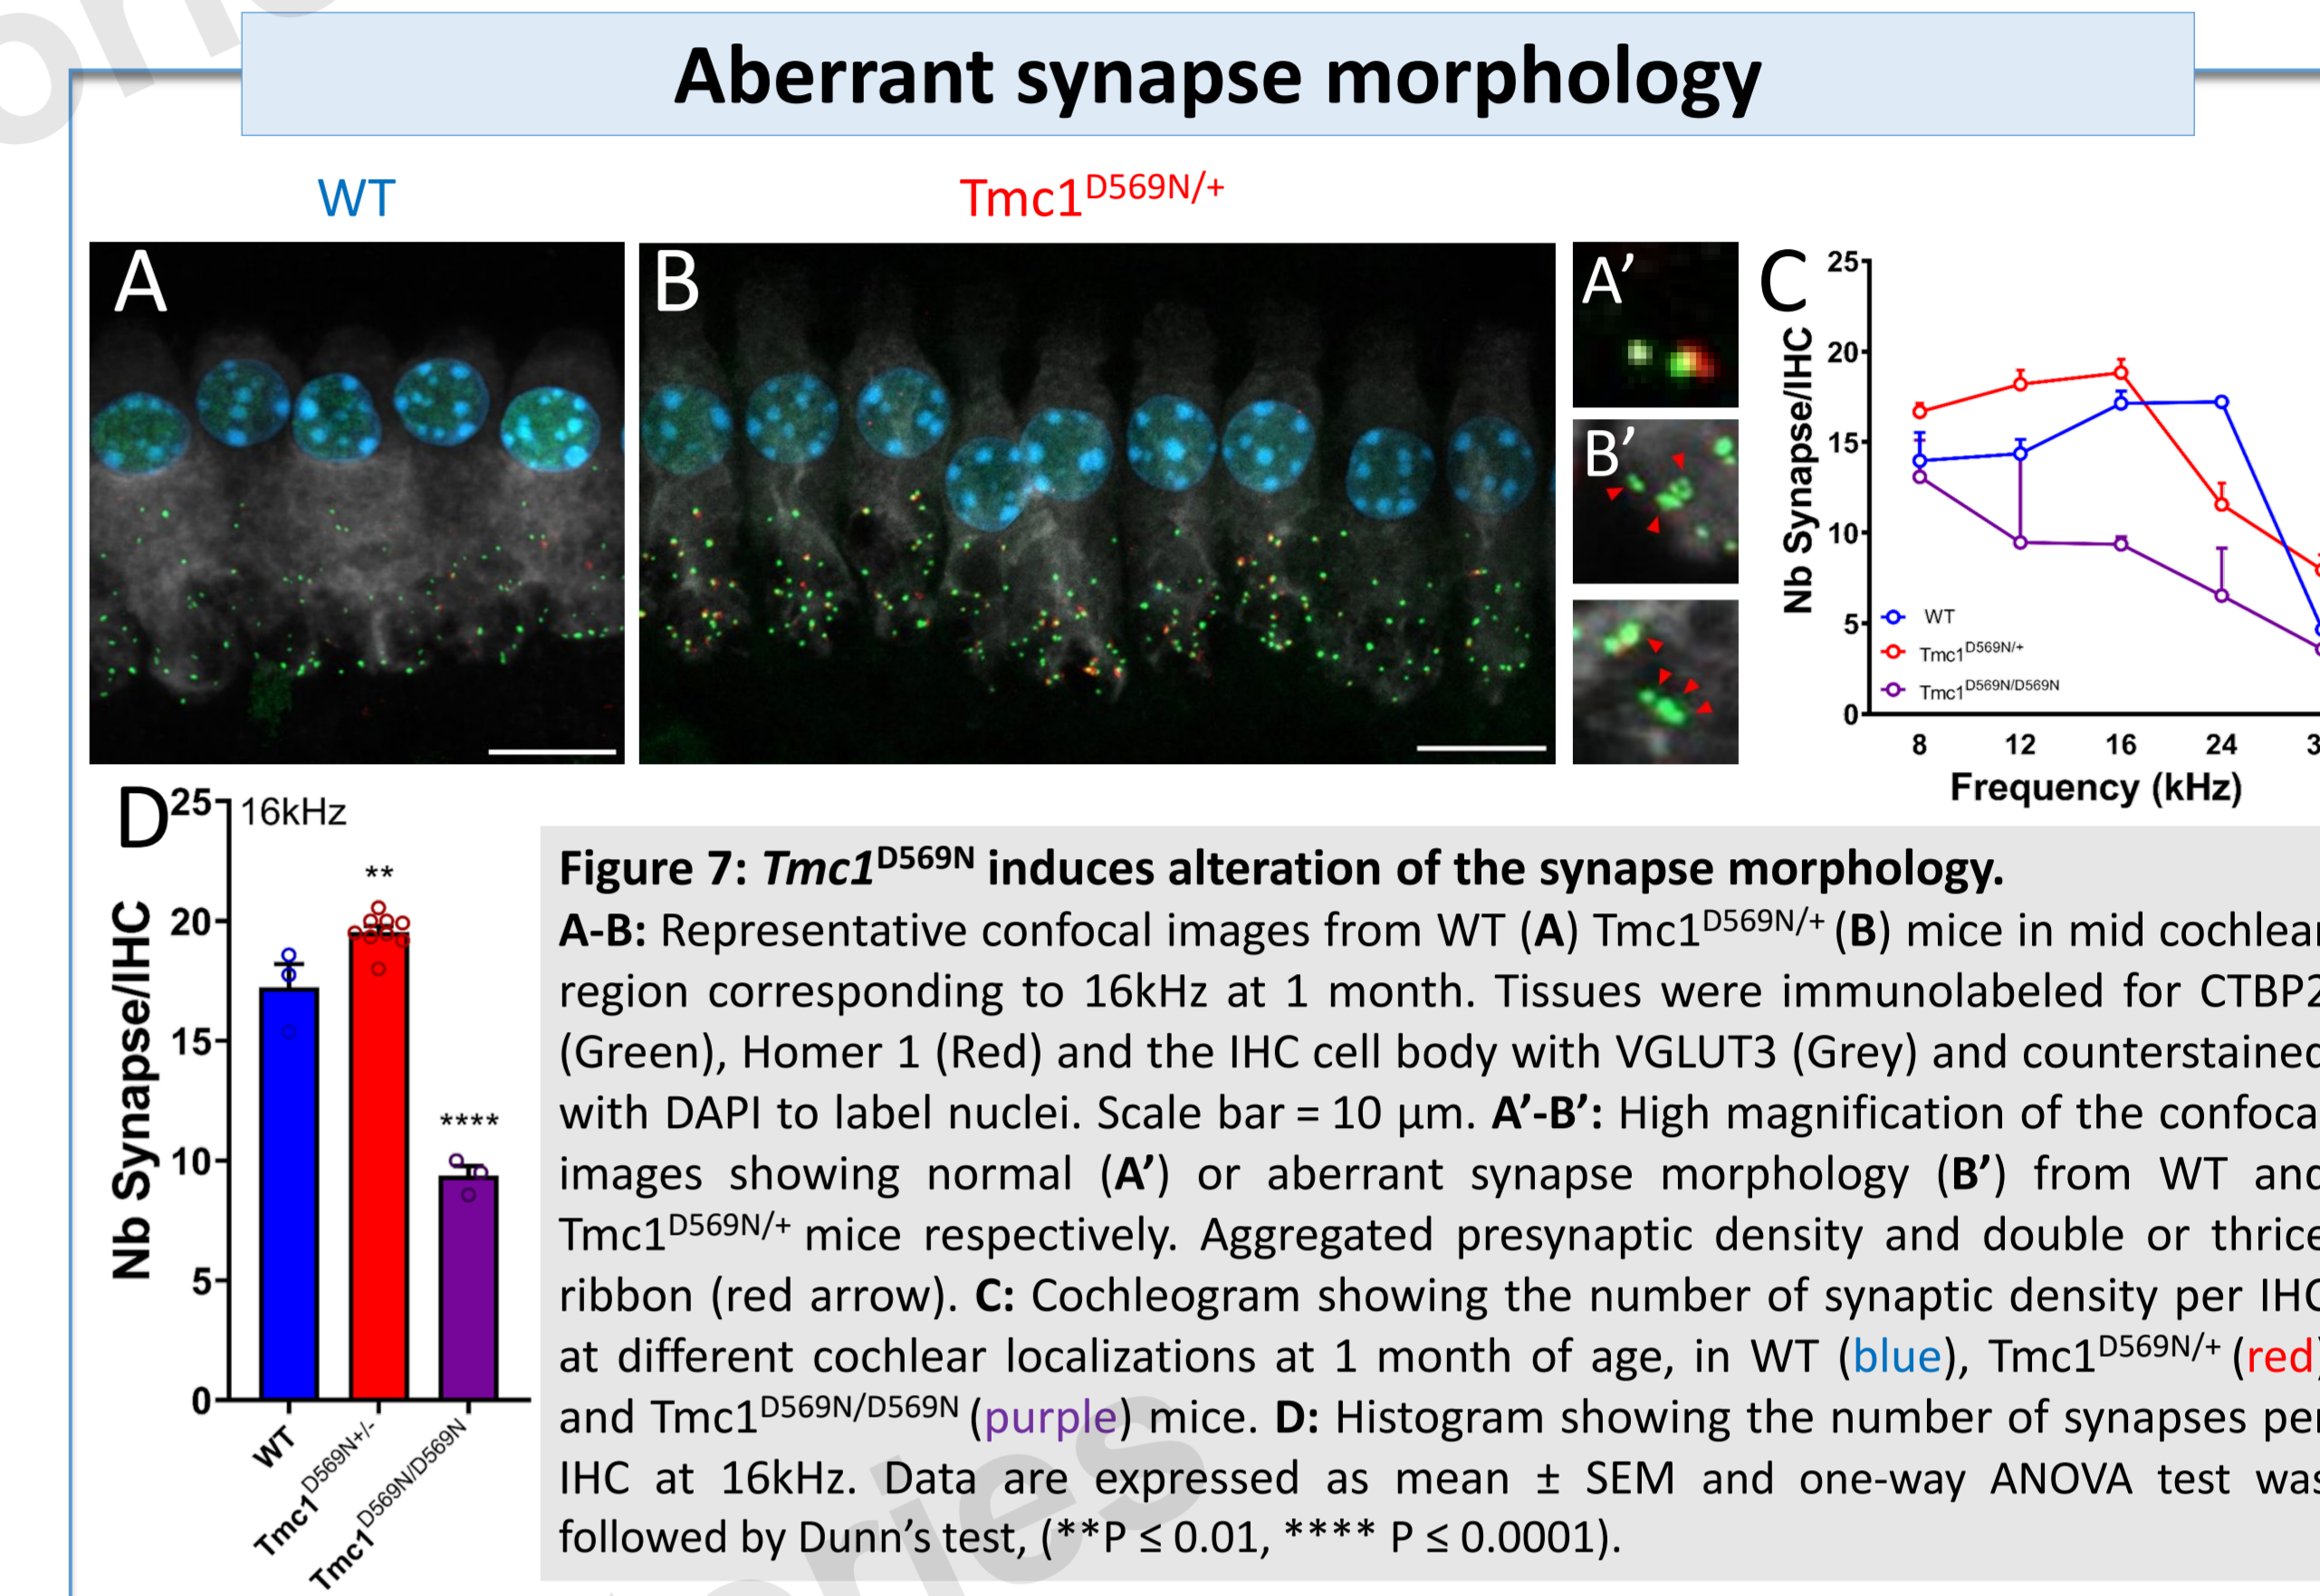 Aberrant synapse morphology
WT
Tmc1D569N/+
A
B
A’
B’
C
25
20
15
10
5
0
Nb Synapse/IHC
WT
Tmc1D569N/+
Tmc1D569N/D569N
8 12 16 24 3
Frequency (kHz)
D
16kHz
25
20
15
10
5
0
Nb Synapse/IHC
**
****
WT
Tmc1D569N+/-
Tmc1D569N/D569N
Figure 7: Tmc1D569N induces alteration of the synapse morphology.
A-B: Representative confocal images from WT (A) Tmc1D569N/+ (B) mice in mid cochlear
region corresponding to 16kHz at 1 month. Tissues were immunolabeled for CTBP2
(Green), Homer 1 (Red) and the IHC cell body with VGLUT3 (Grey) and counterstained
with DAPI to label nuclei. Scale bar = 10 µm. A’-B’: High magnification of the confocal
images showing normal (A’) or aberrant synapse morphology (B’) from WT and
Tmc1D569N/+ mice respectively. Aggregated presynaptic density and double or thrice
ribbon (red arrow). C: Cochleogram showing the number of synaptic density per IHC
at different cochlear localizations at 1 month of age, in WT (blue), Tmc1D569N/+ (red)
and Tmc1D569N/D569N (purple) mice. D: Histogram showing the number of synapses per
IHC at 16kHz. Data are expressed as mean ± SEM and one-way ANOVA test was
followed by Dunn’s test, (**P ≤ 0.01, **** P ≤ 0.0001).